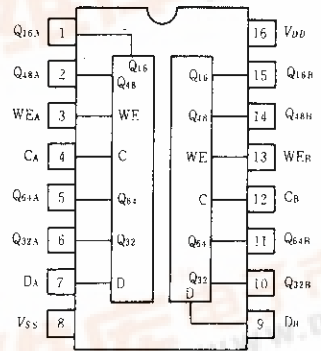 Q16A 1 16 VDD
Q16
Q48A 2 Q48 Q16 15 Q16B
WEA 3 WE Q48 14 Q48B
WE 13 WEB
CA 4 C
C 12 CB
Q64A 5 Q64
Q64 11 Q64B
Q32A 6 Q32
Q32 10 Q32B
DA 7 D
D
VSS 8 9 DB